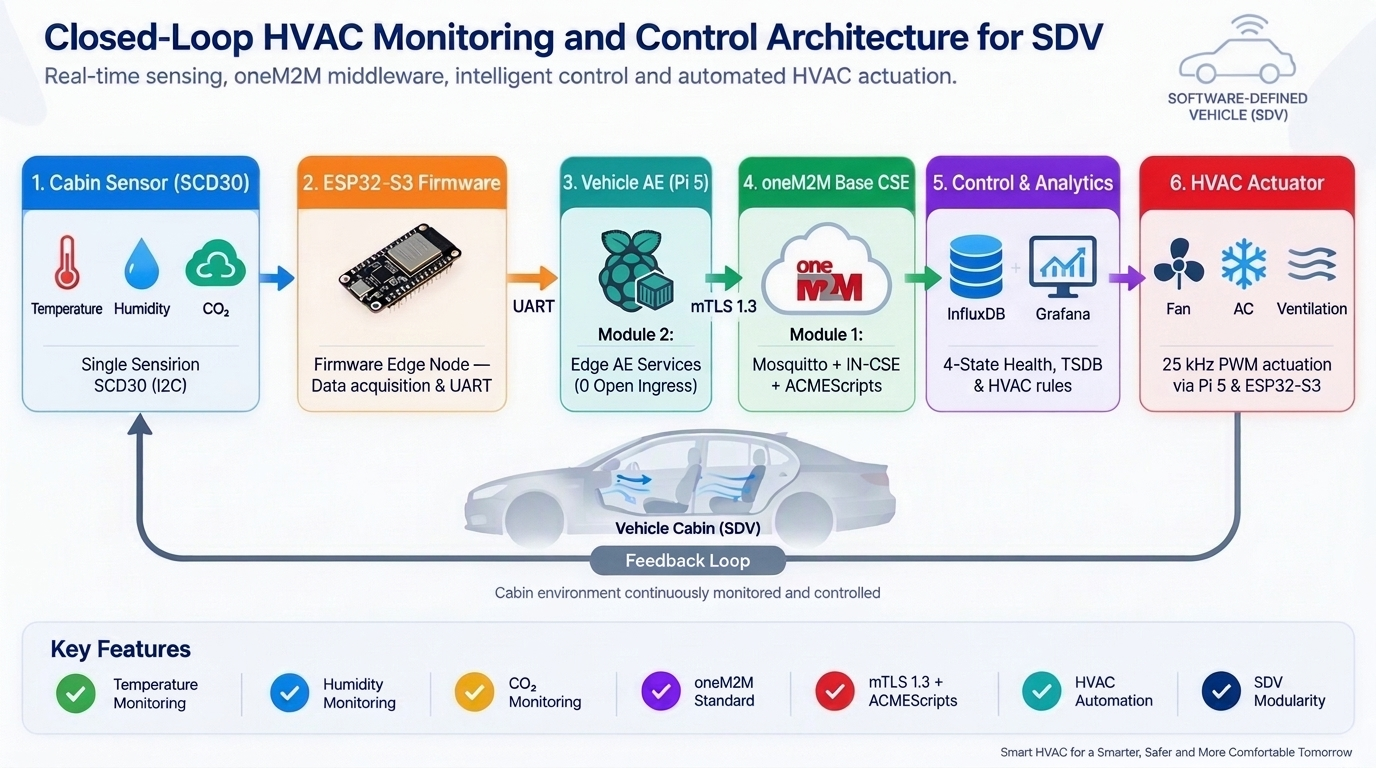 Closed-Loop HVAC Monitoring and Control Architecture for SDV
Real-time sensing, oneM2M middleware, intelligent control and automated HVAC actuation.
SOFTWARE-DEFINED
VEHICLE (SDV)
1. Cabin Sensor (SCD30)
Temperature
Humidity
CO₂
Single Sensirion
SCD30 (I2C)
2. ESP32-S3 Firmware
Firmware Edge Node —
Data acquisition & UART
UART
3. Vehicle AE (Pi 5)
Module 2:
Edge AE Services
(0 Open Ingress)
mTLS 1.3
4. oneM2M Base CSE
one
M2M
Module 1:
Mosquitto + IN-CSE
+ ACMEScripts
5. Control & Analytics
InfluxDB
Grafana
4-State Health, TSDB
& HVAC rules
6. HVAC Actuator
Fan
AC
Ventilation
25 kHz PWM actuation
via Pi 5 & ESP32-S3
Vehicle Cabin (SDV)
Feedback Loop
Cabin environment continuously monitored and controlled
Key Features
Temperature
Monitoring
Humidity
Monitoring
CO₂
Monitoring
oneM2M
Standard
mTLS 1.3 +
ACMEScripts
HVAC
Automation
SDV
Modularity
Smart HVAC for a Smarter, Safer and More Comfortable Tomorrow